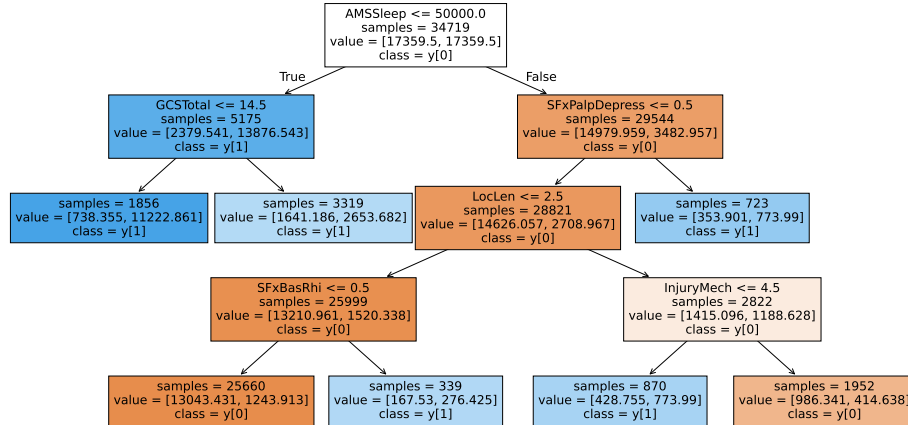 AMSSleep <= 50000.0
samples = 34719
value = [17359.5, 17359.5]
class = y[0]
True
False
GCSTotal <= 14.5
samples = 5175
value = [2379.541, 13876.543]
class = y[1]
SFxPalpDepress <= 0.5
samples = 29544
value = [14979.959, 3482.957]
class = y[0]
samples = 1856
value = [738.355, 11222.861]
class = y[1]
samples = 3319
value = [1641.186, 2653.682]
class = y[1]
LocLen <= 2.5
samples = 28821
value = [14626.057, 2708.967]
class = y[0]
samples = 723
value = [353.901, 773.99]
class = y[1]
SFxBasRhi <= 0.5
samples = 25999
value = [13210.961, 1520.338]
class = y[0]
InjuryMech <= 4.5
samples = 2822
value = [1415.096, 1188.628]
class = y[0]
samples = 25660
value = [13043.431, 1243.913]
class = y[0]
samples = 339
value = [167.53, 276.425]
class = y[1]
samples = 870
value = [428.755, 773.99]
class = y[1]
samples = 1952
value = [986.341, 414.638]
class = y[0]